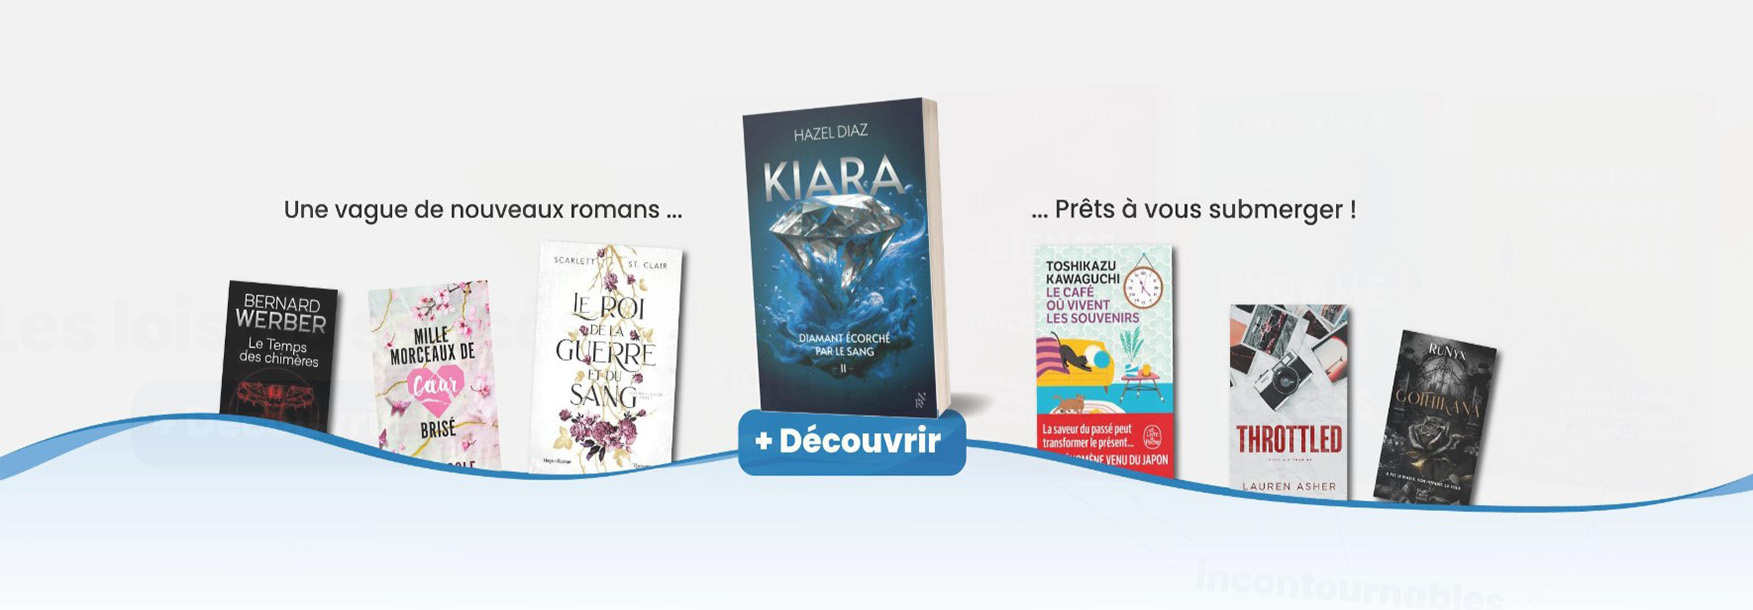 Une vague de nouveaux romans ...
... Prêts à vous submerger !
BERNARD
WERBER
Le Temps
des chimères
MILLE
MORCEAUX DE
Cœur
BRISÉ
SCARLETT ST. CLAIR
LE ROI
DE LA
GUERRE
ET DU
SANG
HAZEL DIAZ
KIARA
DIAMANT ÉCORCHÉ
PAR LE SANG
II
+ Découvrir
TOSHIKAZU
KAWAGUCHI
LE CAFÉ
OÙ VIVENT
LES SOUVENIRS
La saveur du passé peut
transformer le présent...
NOMÈNE VENU DU JAPON
THROTTLED
LAUREN ASHER
RUNYX
GOTHIKANA
incontournables